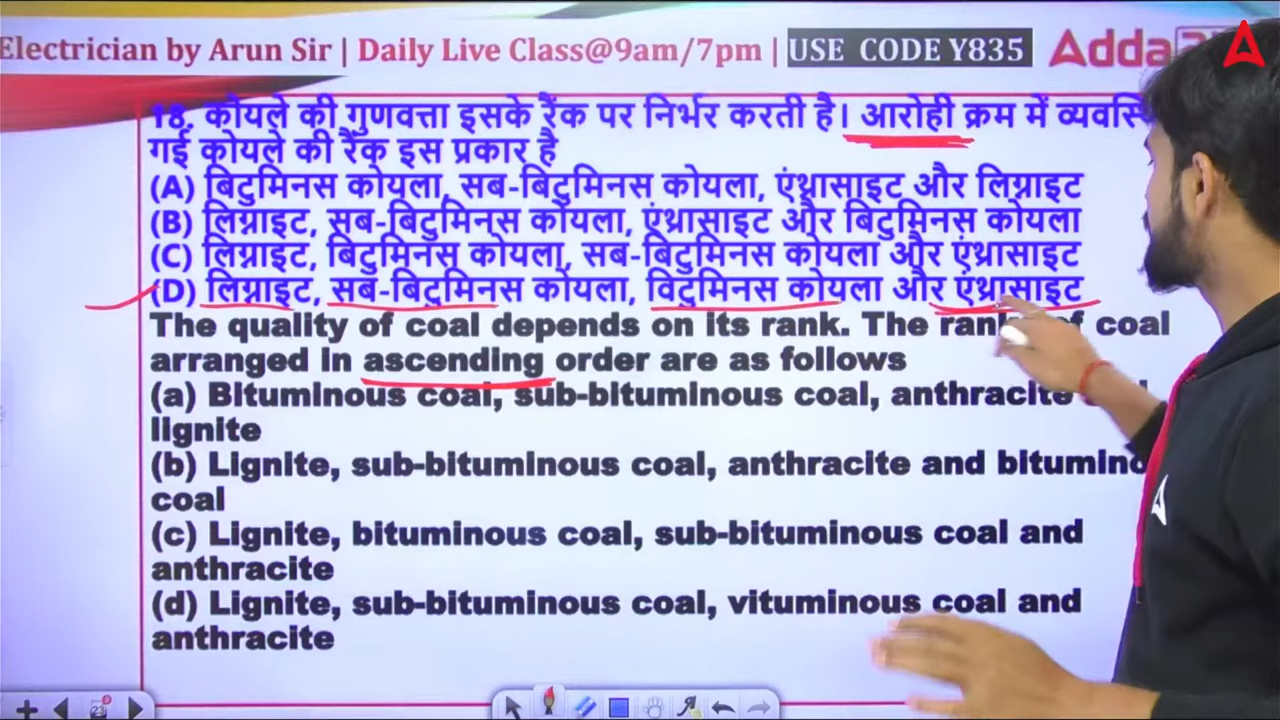 Electrician by Arun Sir | Daily Live Class@9am/7pm | USE CODE Y835 Adda
18. कोयले की गुणवत्ता इसके रैंक पर निर्भर करती है। आरोही क्रम में
गई कोयले की रैंक इस प्रकार है
(A) बिटुमिनस कोयला, सब-बिटुमिनस कोयला, एंथ्रासाइट और लिग्नाइट
(B) लिग्नाइट, सब-बिटुमिनस कोयला, एंथ्रासाइट और बिटुमिनस कोयला
(C) लिग्नाइट, बिटुमिनस कोयला, सब-बिटुमिनस कोयला और एंथ्रासाइट
(D) लिग्नाइट, सब-बिटुमिनस कोयला, विटुमिनस कोयला और एंथ्रासाइट
The quality of coal depends on its rank. The of coal
arranged in ascending order are as follows
(a) Bituminous coal, sub-bituminous coal, anthracite
lignite
(b) Lignite, sub-bituminous coal, anthracite and
coal
(c) Lignite, bituminous coal, sub-bituminous coal and
anthracite
(d) Lignite, sub-bituminous coal, vituminous coal and
anthracite
23